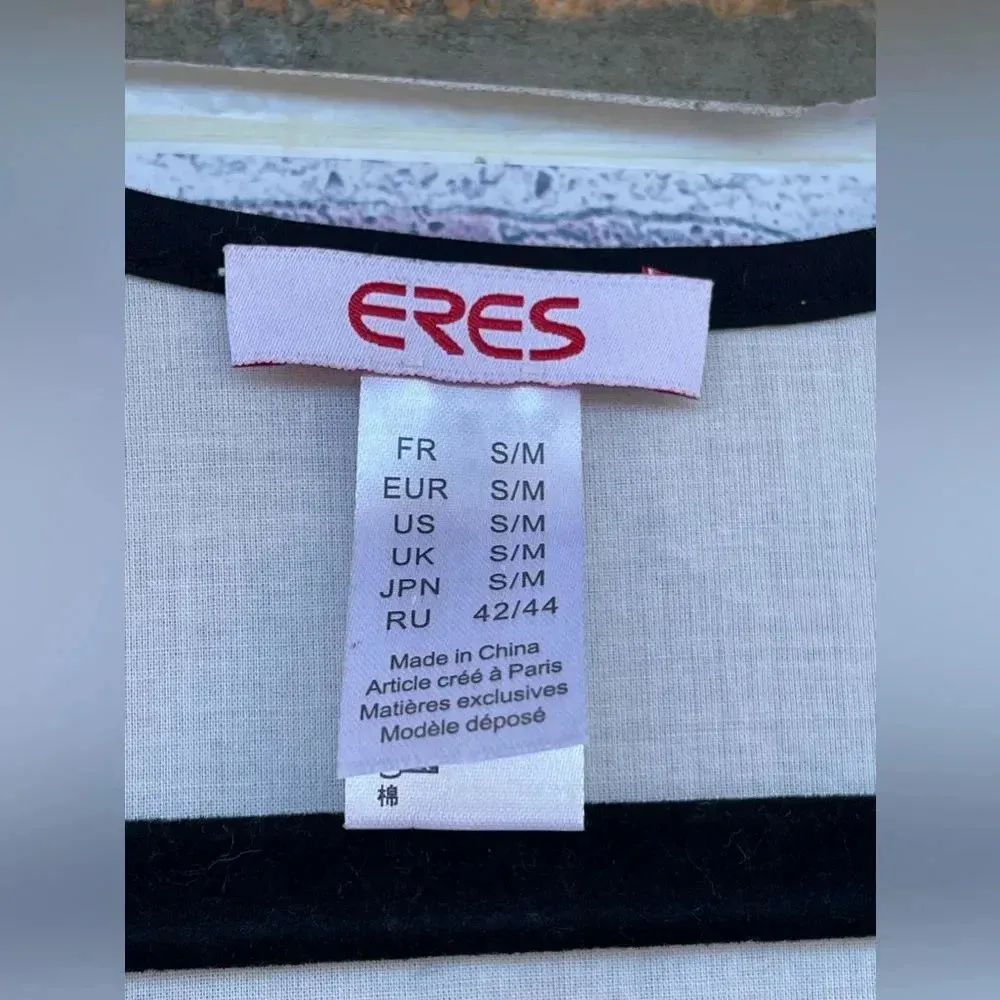 ERES
FR S/M
EUR S/M
US S/M
UK S/M
JPN S/M
RU 42/44
Made in China
Article créé à Paris
Matières exclusives
Modèle déposé
棉